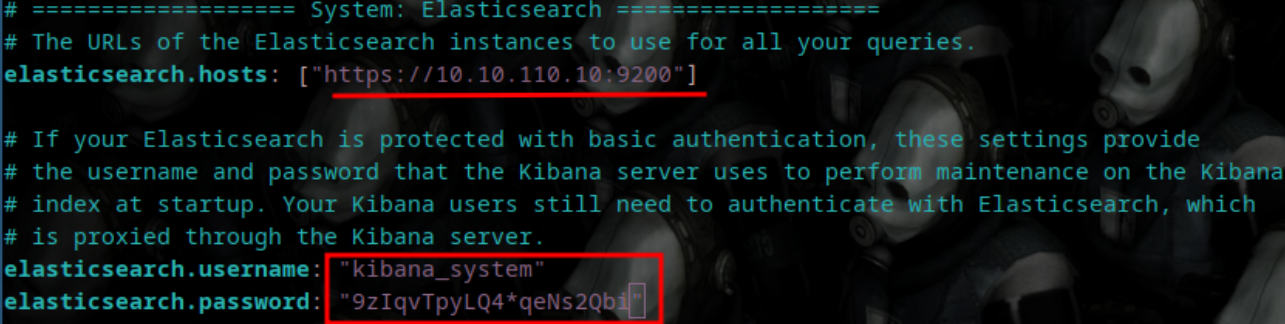 # =================== System: Elasticsearch ===================
# The URLs of the Elasticsearch instances to use for all your queries.
elasticsearch.hosts: ["https://10.10.110.10:9200"]
# If your Elasticsearch is protected with basic authentication, these settings provide
# the username and password that the Kibana server uses to perform maintenance on the Kibana
# index at startup. Your Kibana users still need to authenticate with Elasticsearch, which
# is proxied through the Kibana server.
elasticsearch.username: "kibana_system"
elasticsearch.password: "9zIqvTpyLQ4*qeNs2Qbi"